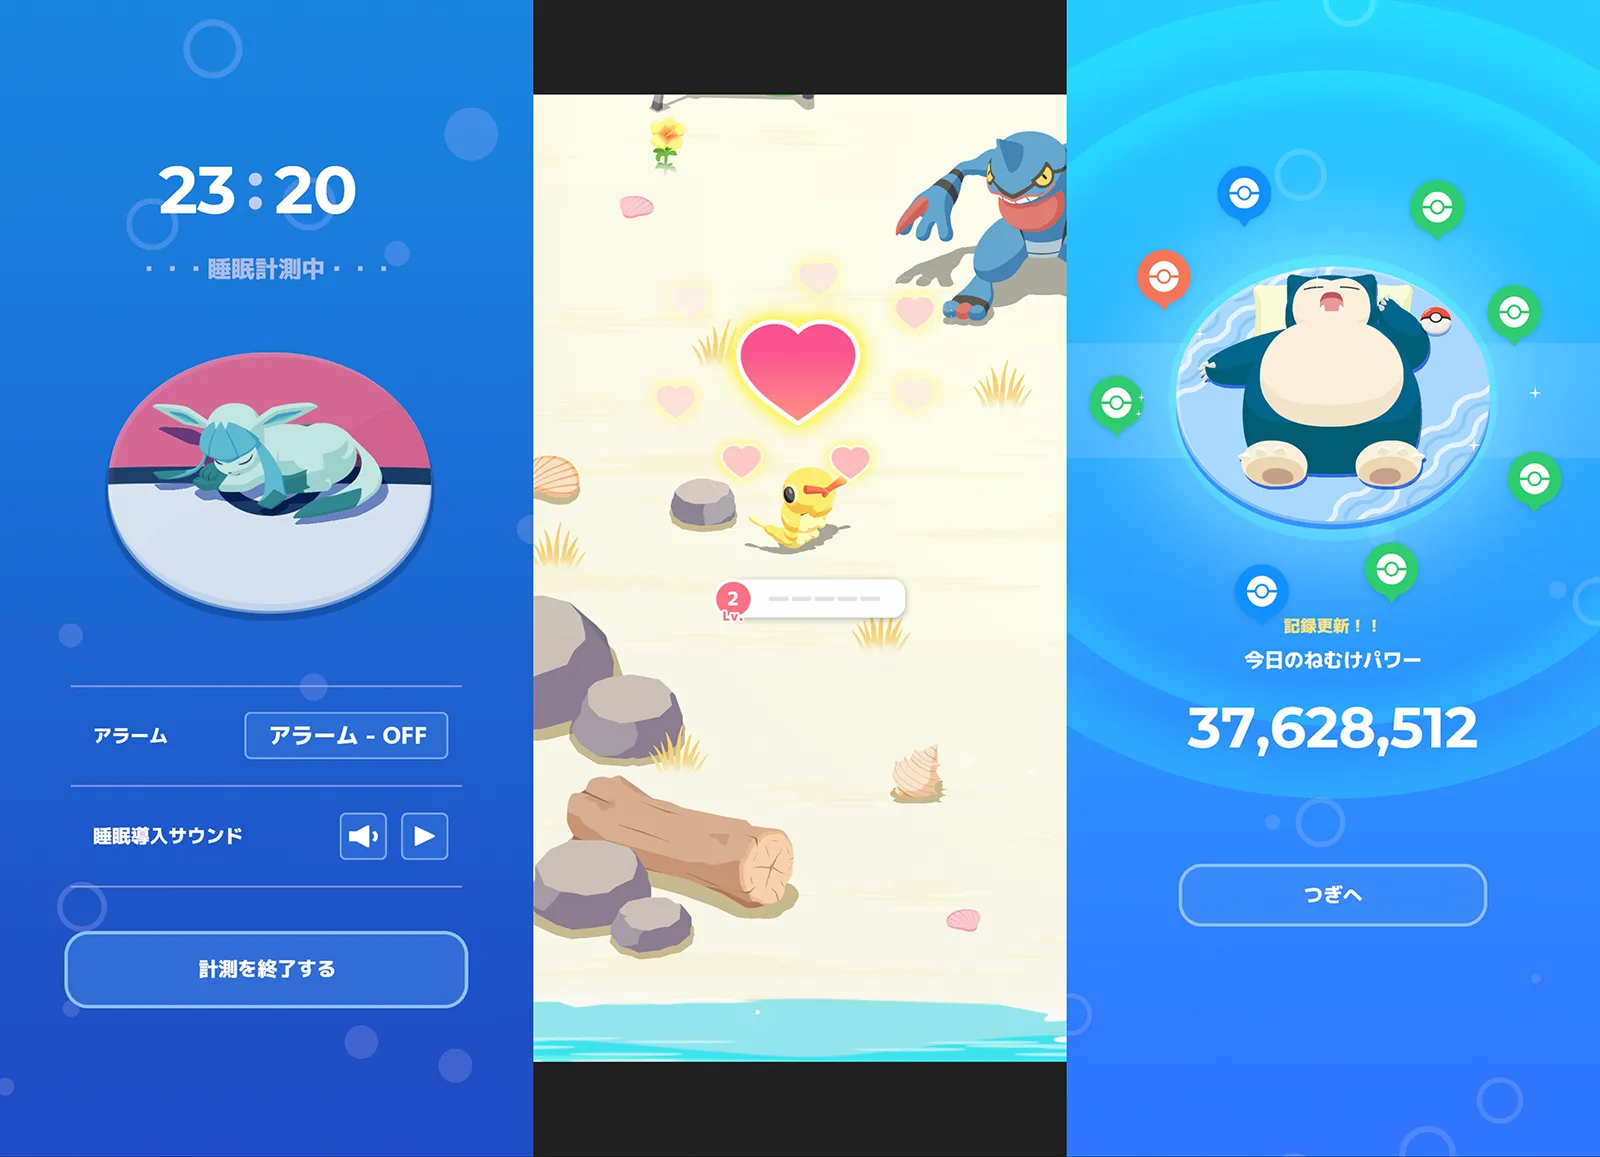 23:20
・・・睡眠計測中・・・
アラーム
アラーム - OFF
睡眠導入サウンド
計測を終了する
2
Lv.
記録更新！！
今日のねむけパワー
37,628,512
つぎへ